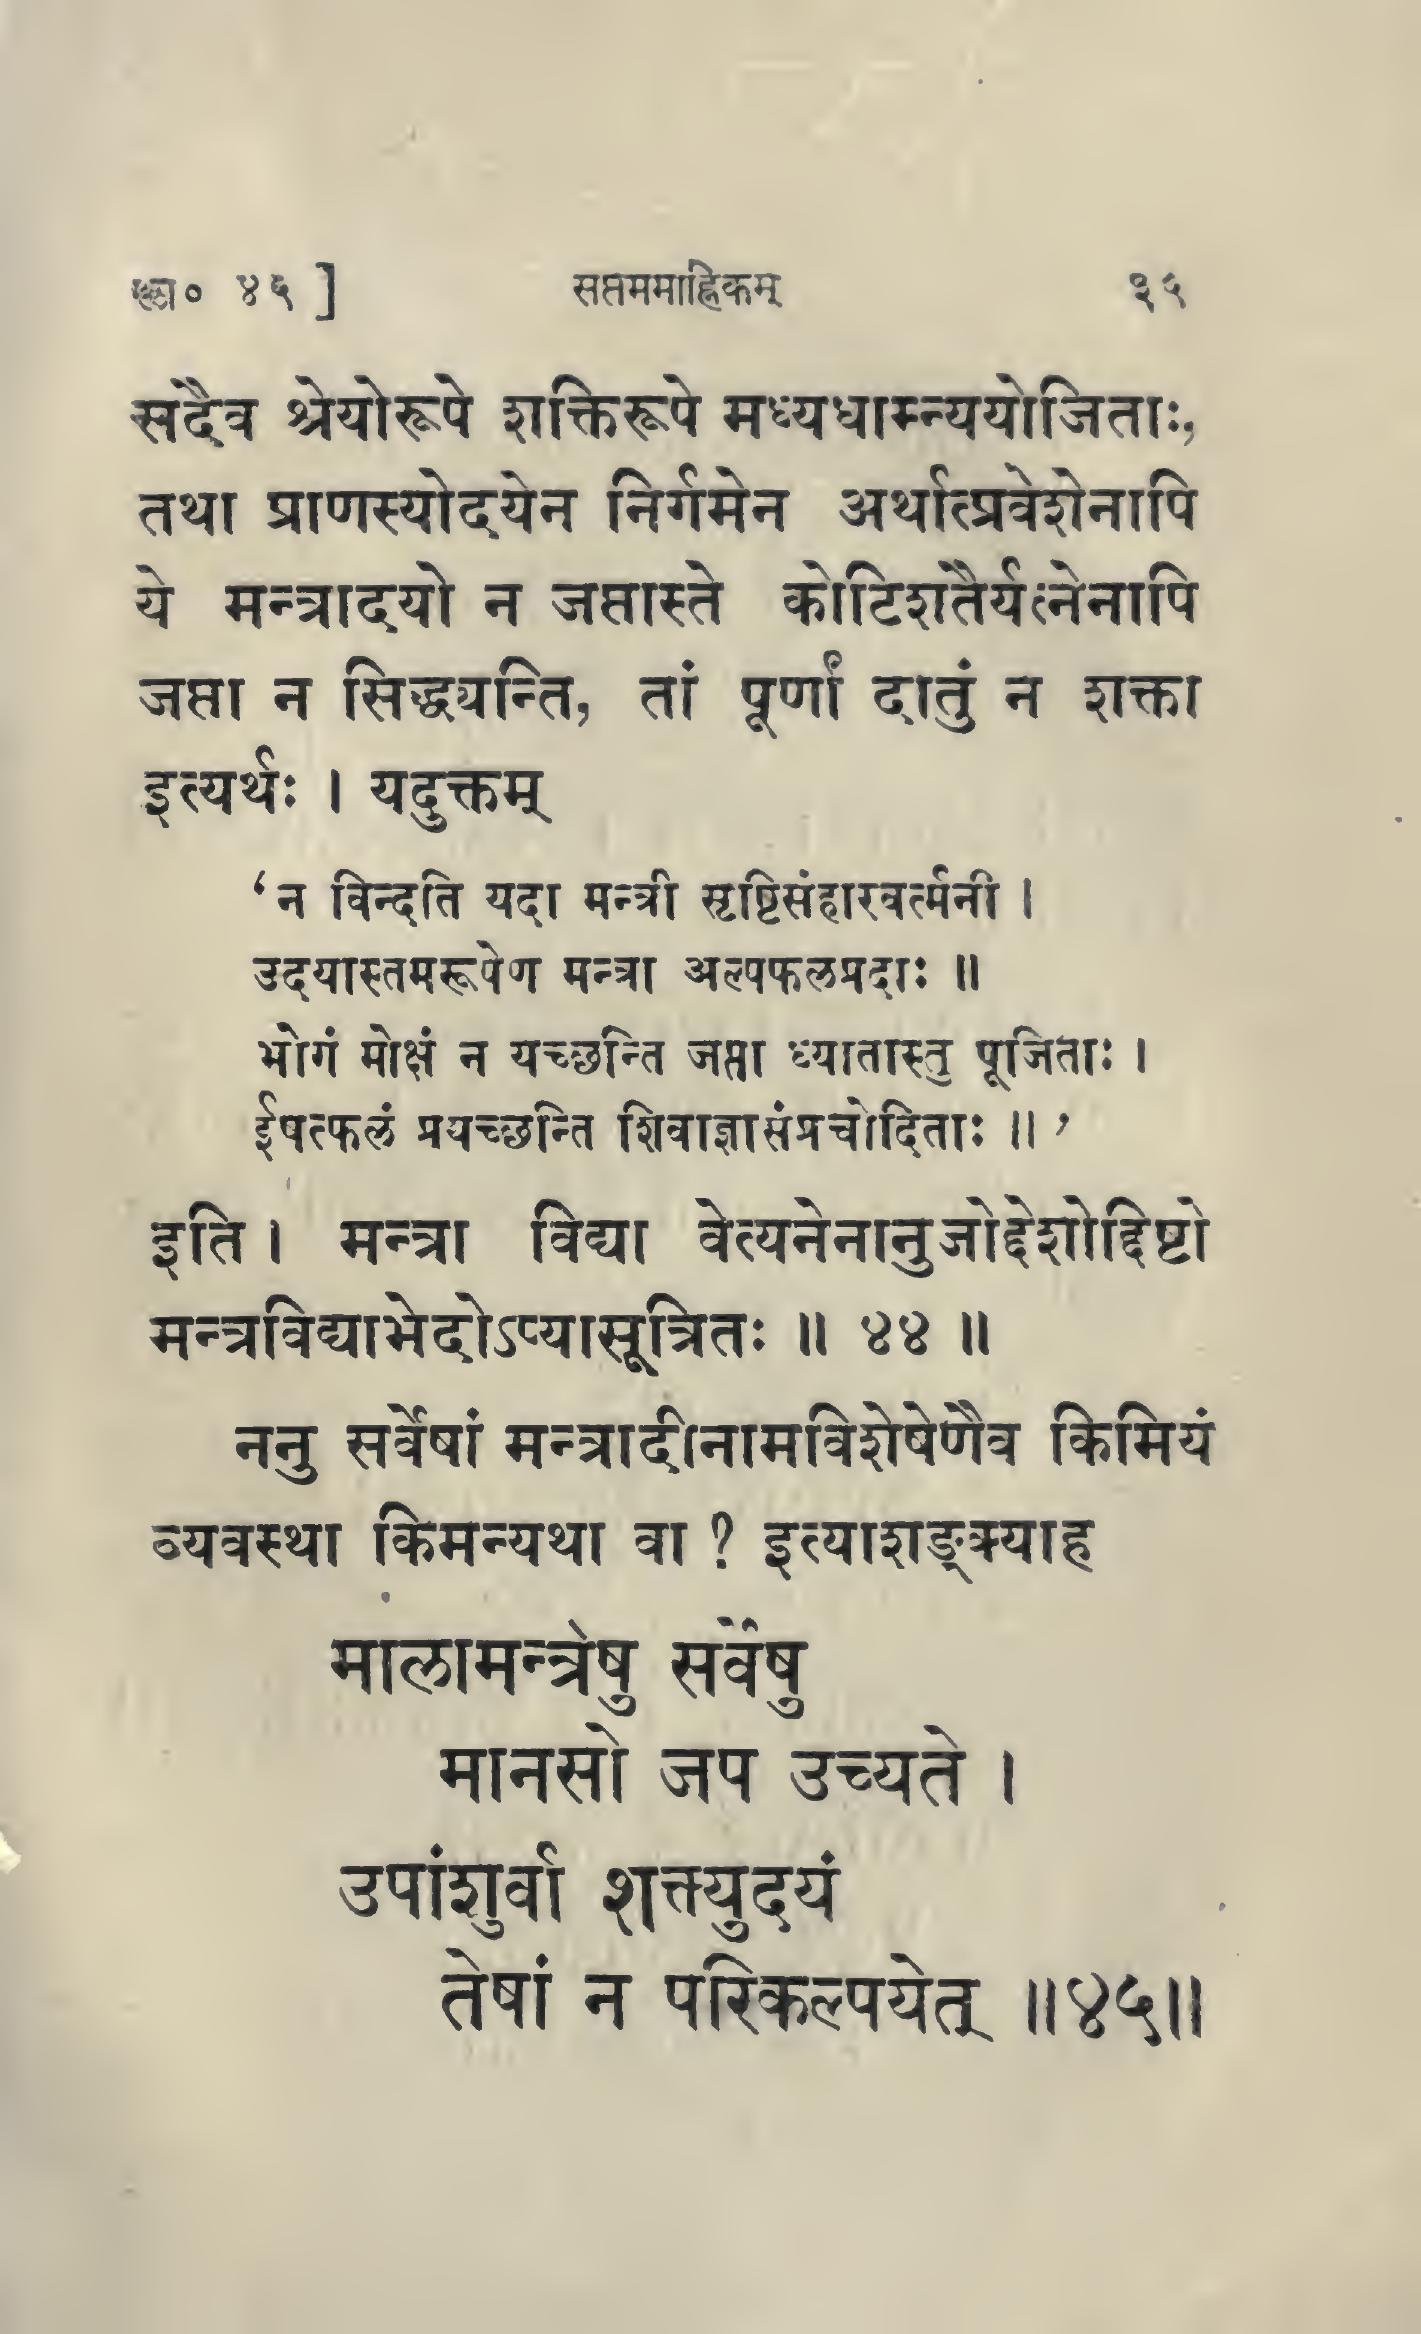 श्लो० ४५ ] सप्तममाह्निकम् ३५
सदैव श्रेयोरूपे शक्तिरूपे मध्यधाम्न्ययोजिताः,
तथा प्राणस्योदयेन निर्गमेन अर्थात्प्रवेशेनापि
ये मन्त्रादयो न जप्तास्ते कोटिशतैर्यत्नेनापि
जप्ता न सिद्ध्यन्ति, तां पूर्णां दातुं न शक्ता
इत्यर्थः । यदुक्तम्
‘न विन्दति यदा मन्त्री सृष्टिसंहारवर्त्मनी ।
उदयास्तमरूपेण मन्त्रा अल्पफलप्रदाः ॥
भोगं मोक्षं न यच्छन्ति जप्ता ध्यातास्तु पूजिताः ।
ईषत्फलं प्रयच्छन्ति शिवाज्ञासंप्रचोदिताः ॥’
इति । मन्त्रा विद्या वेत्यनेनानुजोद्देशोद्दिष्टो
मन्त्रविद्याभेदोऽप्यासूत्रितः ॥ ४४ ॥
ननु सर्वेषां मन्त्रादीनामविशेषेणैव किमियं
व्यवस्था किमन्यथा वा ? इत्याशङ्क्याह
मालामन्त्रेषु सर्वेषु
मानसो जप उच्यते ।
उपांशुर्वा शक्त्युदयं
तेषां न परिकल्पयेत् ॥४५॥